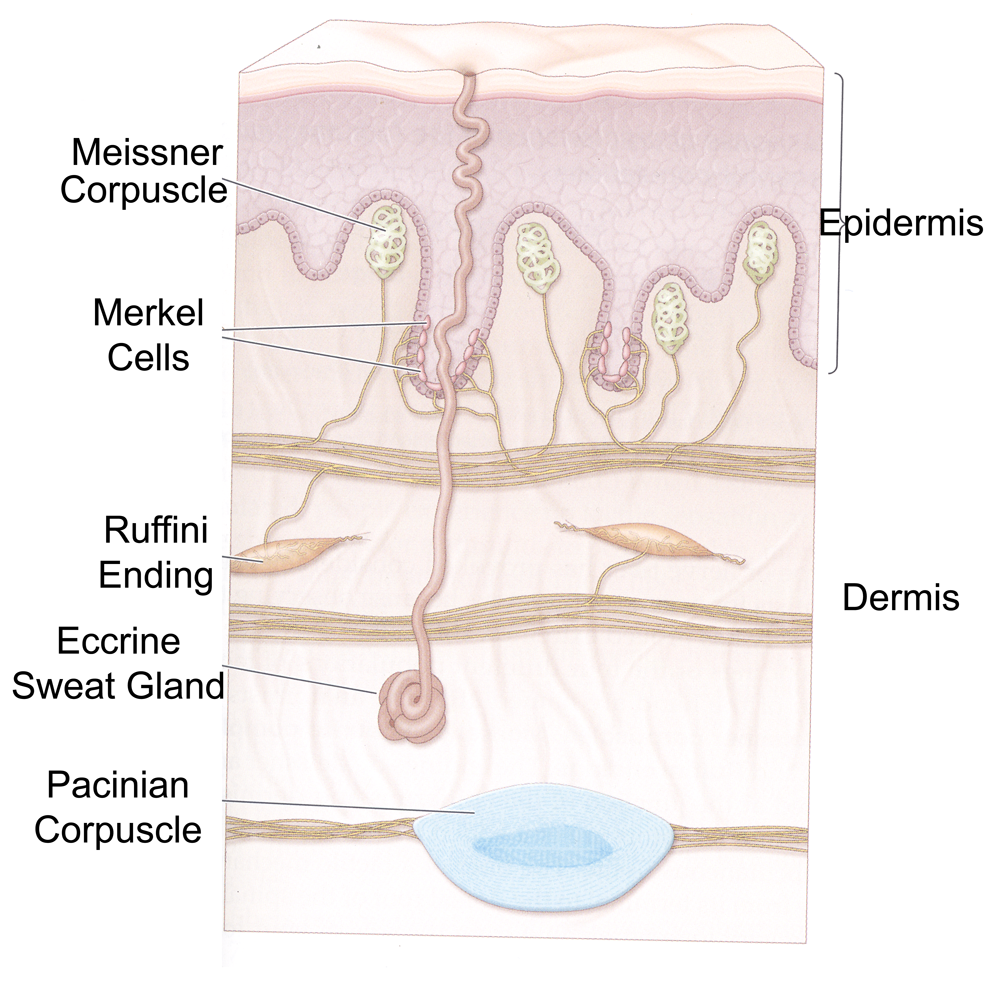 Meissner
Corpuscle
Epidermis
Merkel
Cells
Ruffini
Ending
Dermis
Eccrine
Sweat Gland
Pacinian
Corpuscle